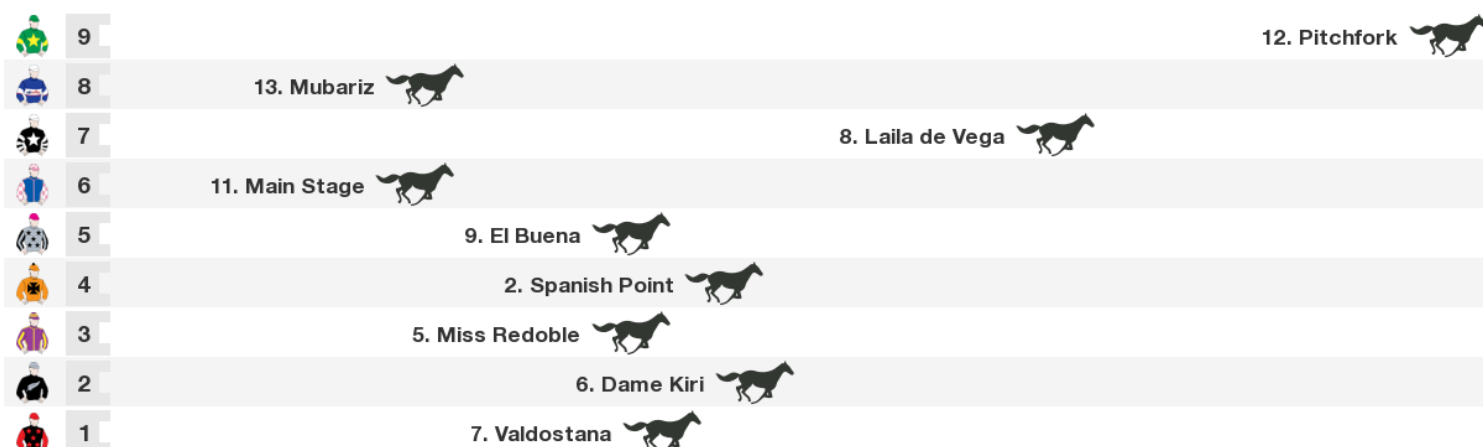 9 12. Pitchfork
8 13. Mubariz
7 8. Laila de Vega
6 11. Main Stage
5 9. El Buena
4 2. Spanish Point
3 5. Miss Redoble
2 6. Dame Kiri
1 7. Valdostana